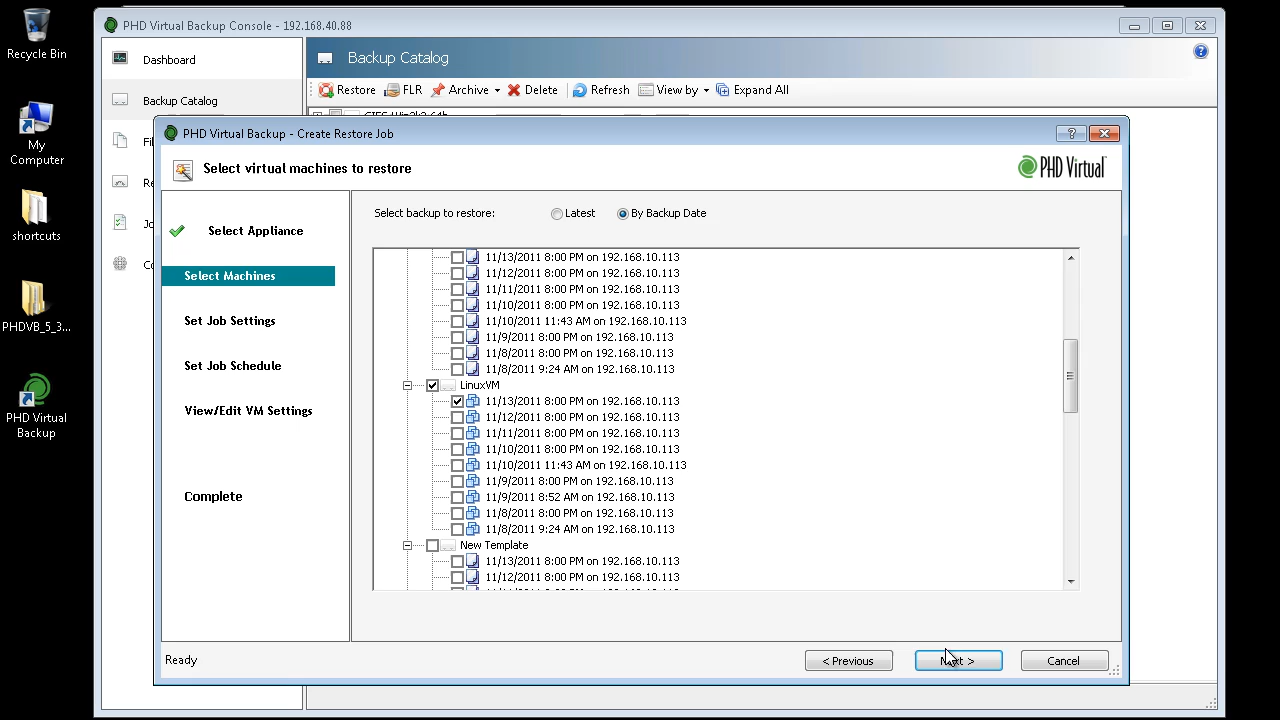 Recycle Bin
My
Computer
shortcuts
PHDVB_5_3...
PHD Virtual
Backup
PHD Virtual Backup Console - 192.168.40.88
Dashboard
Backup Catalog
Fi
Re
Jo
Co
Backup Catalog
Restore FLR Archive Delete Refresh View by Expand All
PHD Virtual Backup - Create Restore Job
Select virtual machines to restore
PHD Virtual
Select Appliance
Select Machines
Set Job Settings
Set Job Schedule
View/Edit VM Settings
Complete
Select backup to restore: Latest By Backup Date
11/13/2011 8:00 PM on 192.168.10.113
11/12/2011 8:00 PM on 192.168.10.113
11/11/2011 8:00 PM on 192.168.10.113
11/10/2011 8:00 PM on 192.168.10.113
11/10/2011 11:43 AM on 192.168.10.113
11/9/2011 8:00 PM on 192.168.10.113
11/8/2011 8:00 PM on 192.168.10.113
11/8/2011 9:24 AM on 192.168.10.113
LinuxVM
11/13/2011 8:00 PM on 192.168.10.113
11/12/2011 8:00 PM on 192.168.10.113
11/11/2011 8:00 PM on 192.168.10.113
11/10/2011 8:00 PM on 192.168.10.113
11/10/2011 11:43 AM on 192.168.10.113
11/9/2011 8:00 PM on 192.168.10.113
11/9/2011 8:52 AM on 192.168.10.113
11/8/2011 8:00 PM on 192.168.10.113
11/8/2011 9:24 AM on 192.168.10.113
New Template
11/13/2011 8:00 PM on 192.168.10.113
11/12/2011 8:00 PM on 192.168.10.113
Ready
< Previous
Next >
Cancel